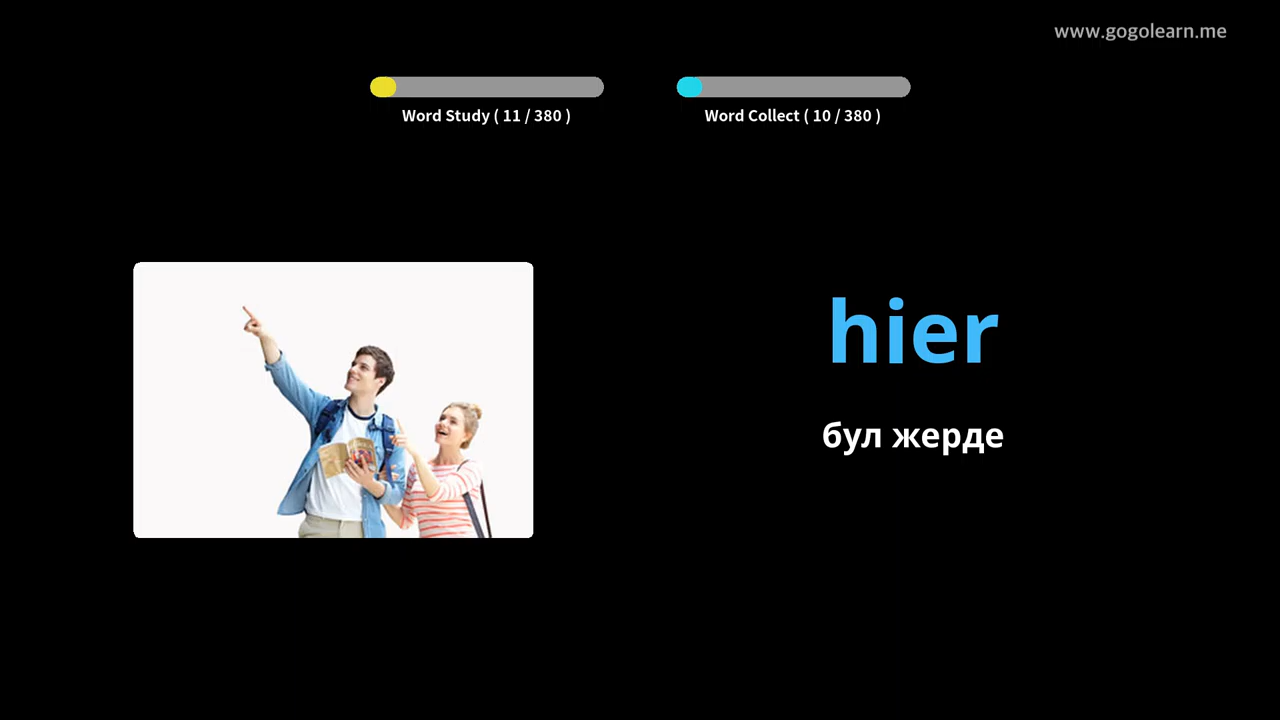 www.gogolearn.me
Word Study ( 11 / 380 )
Word Collect ( 10 / 380 )
hier
бул жерде